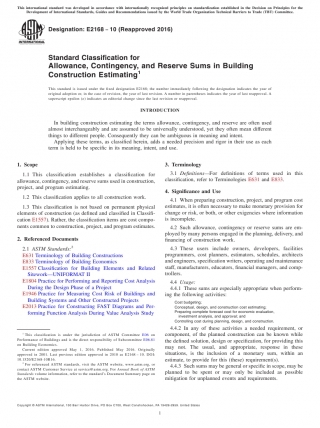 This international standard was developed in accordance with internationally recognized principles on standardization established in the Decision on Principles for the
Development of International Standards, Guides and Recommendations issued by the World Trade Organization Technical Barriers to Trade (TBT) Committee.
Designation: E2168 − 10 (Reapproved 2016)
Standard Classification for
Allowance, Contingency, and Reserve Sums in Building
Construction Estimating1
This standard is issued under the fixed designation E2168; the number immediately following the designation indicates the year of
original adoption or, in the case of revision, the year of last revision. A number in parentheses indicates the year of last reapproval. A
superscript epsilon (ε) indicates an editorial change since the last revision or reapproval.
INTRODUCTION
In building construction estimating the terms allowance, contingency, and reserve are often used
almost interchangeably and are assumed to be universally understood, yet they often mean different
things to different people. Consequently they can be ambiguous in meaning and intent.
Applying these terms, as classified herein, adds a needed precision and rigor in their use as each
term is held to be specific in its meaning, intent, and use.
1. Scope
1.1 This classification establishes a classification for
allowance, contingency, and reserve sums used in construction,
project, and program estimating.
1.2 This classification applies to all construction work.
1.3 This classification is not based on permanent physical
elements of construction (as defined and classified in Classifi-
cation E1557). Rather, the classification items are cost compo-
nents common to construction, project, and program estimates.
2. Referenced Documents
2.1 ASTM Standards:2
E631 Terminology of Building Constructions
E833 Terminology of Building Economics
E1557 Classification for Building Elements and Related
Sitework—UNIFORMAT II
E1804 Practice for Performing and Reporting Cost Analysis
During the Design Phase of a Project
E1946 Practice for Measuring Cost Risk of Buildings and
Building Systems and Other Constructed Projects
E2013 Practice for Constructing FAST Diagrams and Per-
forming Function Analysis During Value Analysis Study
1 This classification is under the jurisdiction of ASTM Committee E06 on
Performance of Buildings and is the direct responsibility of Subcommittee E06.81
on Building Economics.
Current edition approved May 1, 2016. Published May 2016. Originally
approved in 2001. Last previous edition approved in 2010 as E2168 – 10. DOI:
10.1520/E2168-10R16.
2 For referenced ASTM standards, visit the ASTM website, www.astm.org, or
contact ASTM Customer Service at service@astm.org. For Annual Book of ASTM
Standards volume information, refer to the standard's Document Summary page on
the ASTM website.
3. Terminology
3.1 Definitions—For definitions of terms used in this
classification, refer to Terminologies E631 and E833.
4. Significance and Use
4.1 When preparing construction, project, and program cost
estimates, it is often necessary to make monetary provision for
change or risk, or both, or other exigencies where information
is incomplete.
4.2 Such allowance, contingency or reserve sums are em-
ployed by many persons engaged in the planning, delivery, and
financing of construction work.
4.3 These users include owners, developers, facilities
programmers, cost planners, estimators, schedulers, architects
and engineers, specification writers, operating and maintenance
staff, manufacturers, educators, financial managers, and comp-
trollers.
4.4 Usage:
4.4.1 These sums are especially appropriate when perform-
ing the following activities.
Cost budgeting,
Conceptual, design, and construction cost estimating,
Preparing complete forecast cost for economic evaluation,
investment analysis, and approval, and
Controlling cost during planning, design, and construction.
4.4.2 In any of these activities a needed requirement, or
component, of the planned construction can be known while
the defined solution, design or specification, for providing this
may not. The usual, and appropriate, response in these
situations, is the inclusion of a monetary sum, within an
estimate, to provide for this (these) requirement(s).
4.4.3 Such sums may be general or specific in scope, may be
planned to be spent or may only be included as possible
mitigation for unplanned events and requirements.
Copyright © ASTM International, 100 Barr Harbor Drive, PO Box C700, West Conshohocken, PA 19428-2959. United States
1